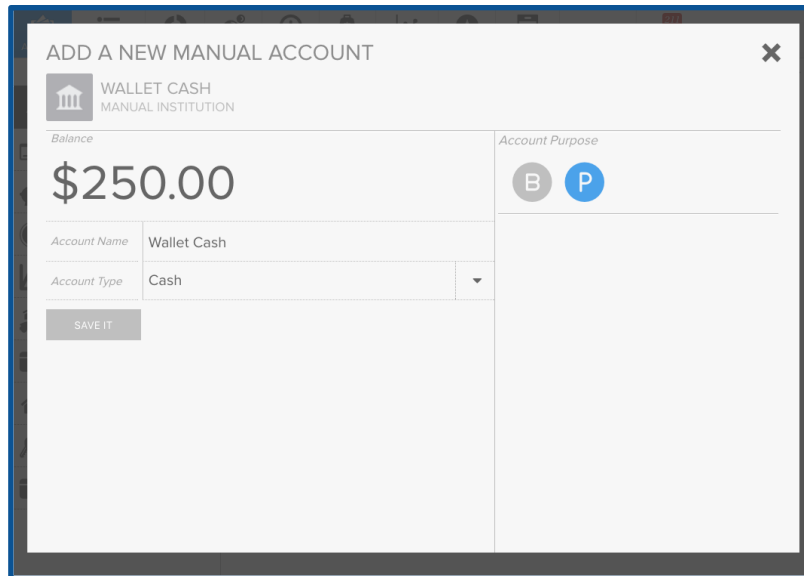 ADD A NEW MANUAL ACCOUNT
WALLET CASH
MANUAL INSTITUTION
Balance
$250.00
Account Name Wallet Cash
Account Type Cash
SAVE IT
Account Purpose
B P